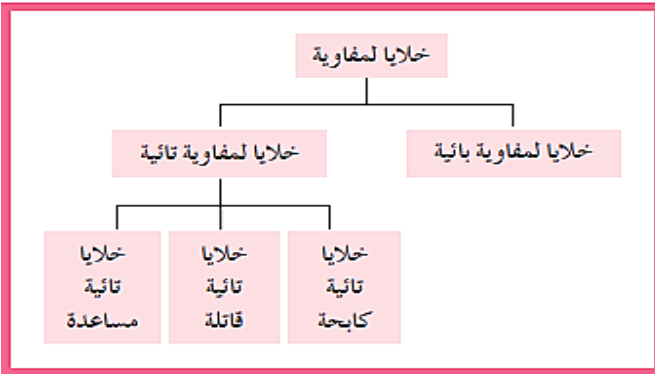 خلايا لمفاوية
خلايا لمفاوية بائية
خلايا لمفاوية تائية
خلايا
تائية
كابحة
خلايا
تائية
قاتلة
خلايا
تائية
مساعدة